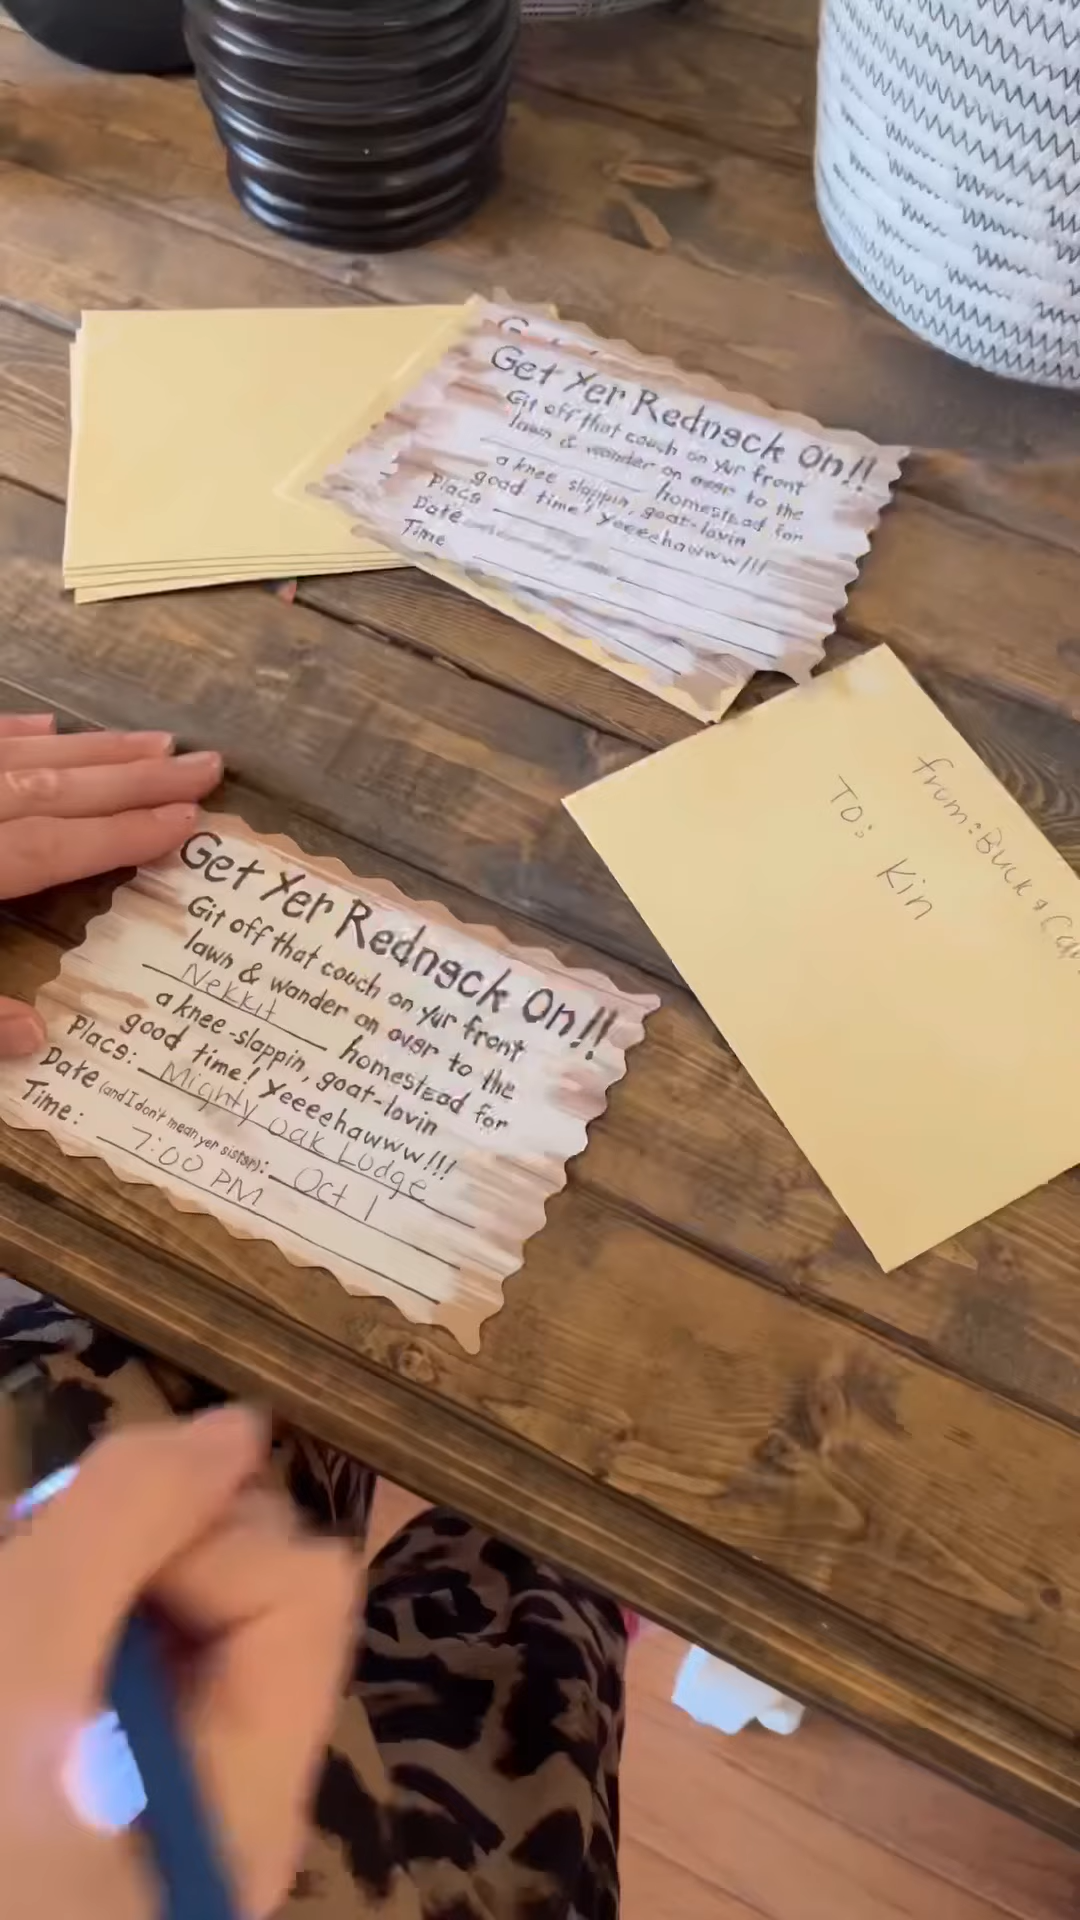 Get Yer Redneck On!!
Git off that couch on yur front
lawn & wander on over to the
homestead for
a knee slappin, goat-lovin
good time! Yeeeehawww!!!
Place
Date
Time
from: Buck &
To: Kin
Get Yer Redneck On!!
Git off that couch on yur front
lawn & wander on over to the
Nekkit homestead for
a knee-slappin, goat-lovin
good time! Yeeeehawww!!!
Place: Mighty Oak Lodge
Date (and I don't mean yer sister): Oct 1
Time: 7:00 PM